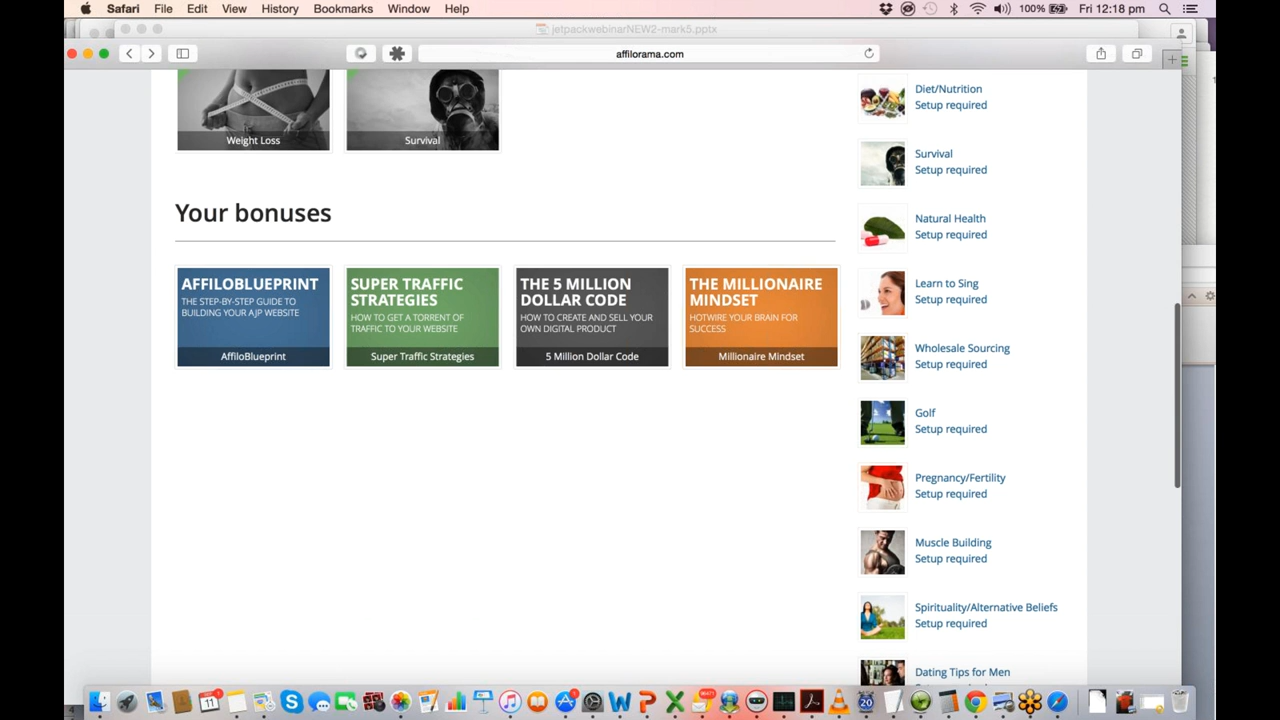 Safari File Edit View History Bookmarks Window Help
100% Fri 12:18 pm
jetpackwebinarNEW2-mark5.pptx
affilorama.com
Weight Loss
Survival
Your bonuses
AFFILOBLUEPRINT
THE STEP-BY-STEP GUIDE TO
BUILDING YOUR AJP WEBSITE
AffiloBlueprint
SUPER TRAFFIC
STRATEGIES
HOW TO GET A TORRENT OF
TRAFFIC TO YOUR WEBSITE
Super Traffic Strategies
THE 5 MILLION
DOLLAR CODE
HOW TO CREATE AND SELL YOUR
OWN DIGITAL PRODUCT
5 Million Dollar Code
THE MILLIONAIRE
MINDSET
HOTWIRE YOUR BRAIN FOR
SUCCESS
Millionaire Mindset
Diet/Nutrition
Setup required
Survival
Setup required
Natural Health
Setup required
Learn to Sing
Setup required
Wholesale Sourcing
Setup required
Golf
Setup required
Pregnancy/Fertility
Setup required
Muscle Building
Setup required
Spirituality/Alternative Beliefs
Setup required
Dating Tips for Men
11
20